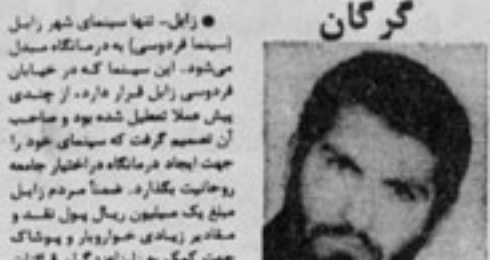 گرگان
● زابل- تنها سینمای شهر زابل
(سینما فردوسی) به درمانگاه مبدل
می‌شود. این سینما که در خیابان
فردوسی زابل قرار دارد، از چندی
پیش عملا تعطیل شده بود و صاحب
آن تصمیم گرفت که سینمای خود را
جهت ایجاد درمانگاه در اختیار جامعه
روحانیت بگذارد. ضمناً مردم زابل
مبلغ یک میلیون ریال پول نقد و
مقادیر زیادی خواروبار و پوشاک
جهت کمک به